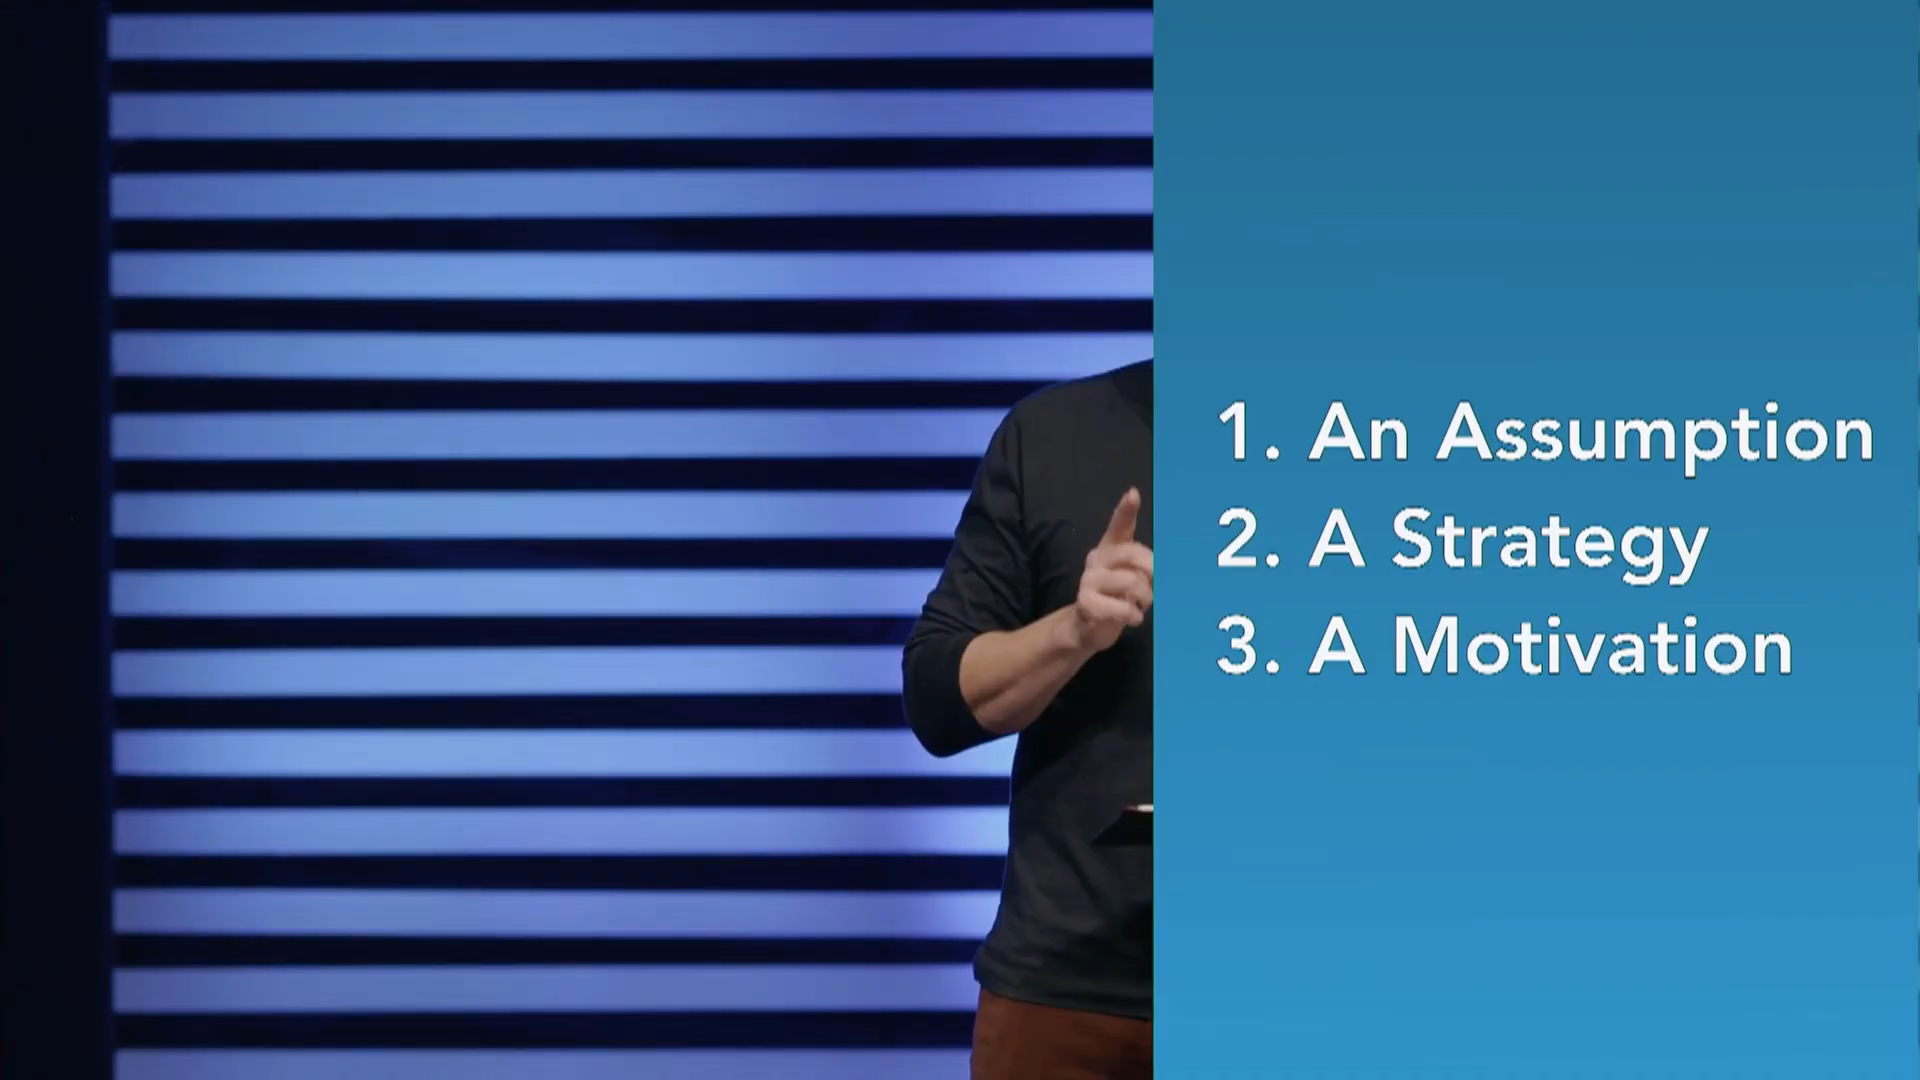 1. An Assumption
2. A Strategy
3. A Motivation